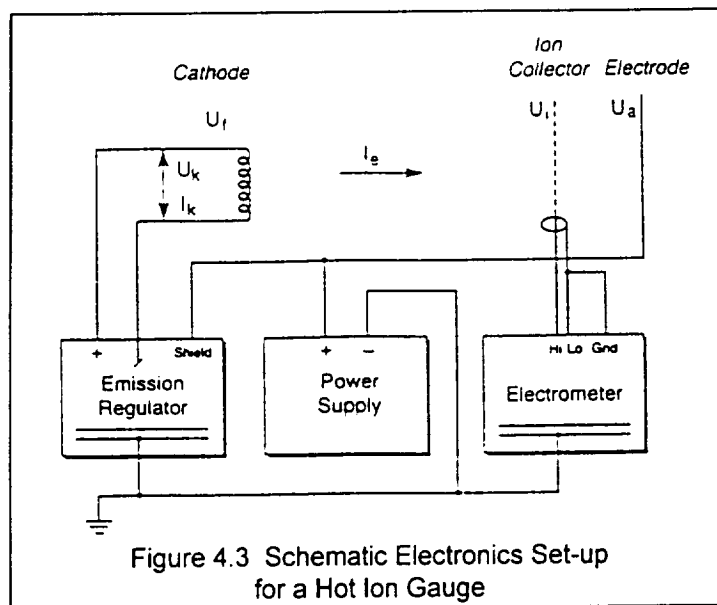 Ion
Cathode Collector Electrode
U_f U_i U_a
U_k I_e
I_k
+ Shield + − Hi Lo Gnd
Emission Power Electrometer
Regulator Supply
Figure 4.3 Schematic Electronics Set-up
for a Hot Ion Gauge